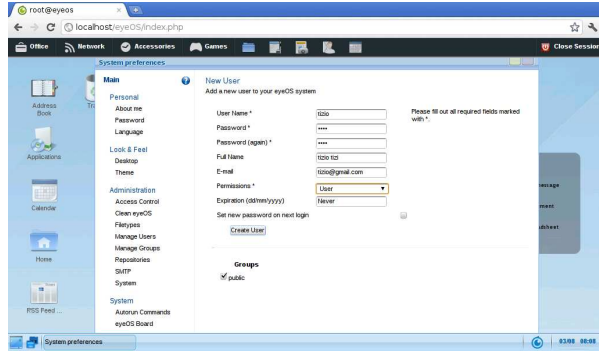 root@eyeos
localhost/eyeOS/index.php
Office Network Accessories Games Close Session
System preferences
Address Book
Applications
Calendar
Home
RSS Feed ...
Main
Personal
About me
Password
Language
Look & Feel
Desktop
Theme
Administration
Access Control
Clean eyeOS
Filetypes
Manage Users
Manage Groups
Repositories
SMTP
System
System
Autorun Commands
eyeOS Board
New User
Add a new user to your eyeOS system
User Name * tizio
Please fill out all required fields marked with *.
Password * ••••
Password (again) * ••••
Full Name tizio tizi
E-mail tizio@gmail.com
Permissions * User
Expiration (dd/mm/yyyy) Never
Set new password on next login
Create User
Groups
public
System preferences
03/08 00:08